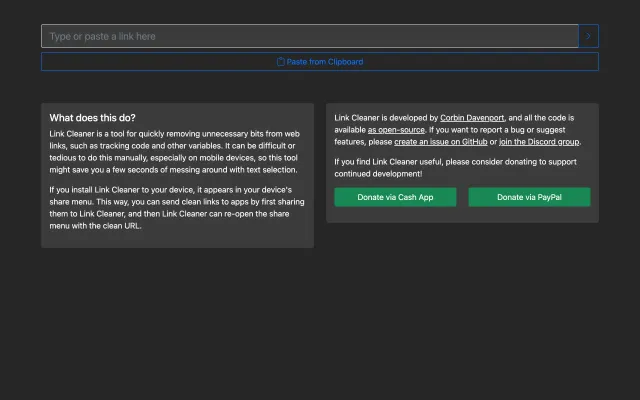 Type or paste a link here
Paste from Clipboard
What does this do?
Link Cleaner is a tool for quickly removing unnecessary bits from web
links, such as tracking code and other variables. It can be difficult or
tedious to do this manually, especially on mobile devices, so this tool
might save you a few seconds of messing around with text selection.
If you install Link Cleaner to your device, it appears in your device's
share menu. This way, you can send clean links to apps by first sharing
them to Link Cleaner, and then Link Cleaner can re-open the share
menu with the clean URL.
Link Cleaner is developed by Corbin Davenport, and all the code is
available as open-source. If you want to report a bug or suggest
features, please create an issue on GitHub or join the Discord group.
If you find Link Cleaner useful, please consider donating to support
continued development!
Donate via Cash App
Donate via PayPal